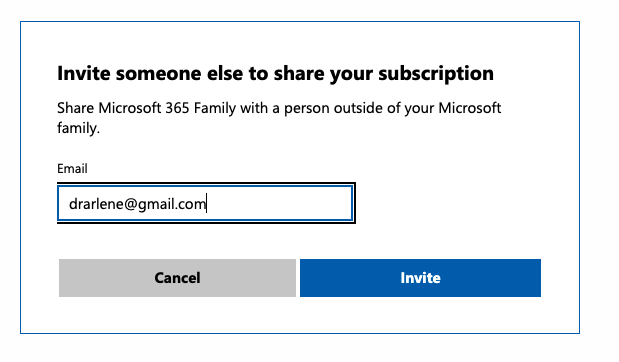 Invite someone else to share your subscription
Share Microsoft 365 Family with a person outside of your Microsoft
family.
Email
drarlene@gmail.com
Cancel
Invite